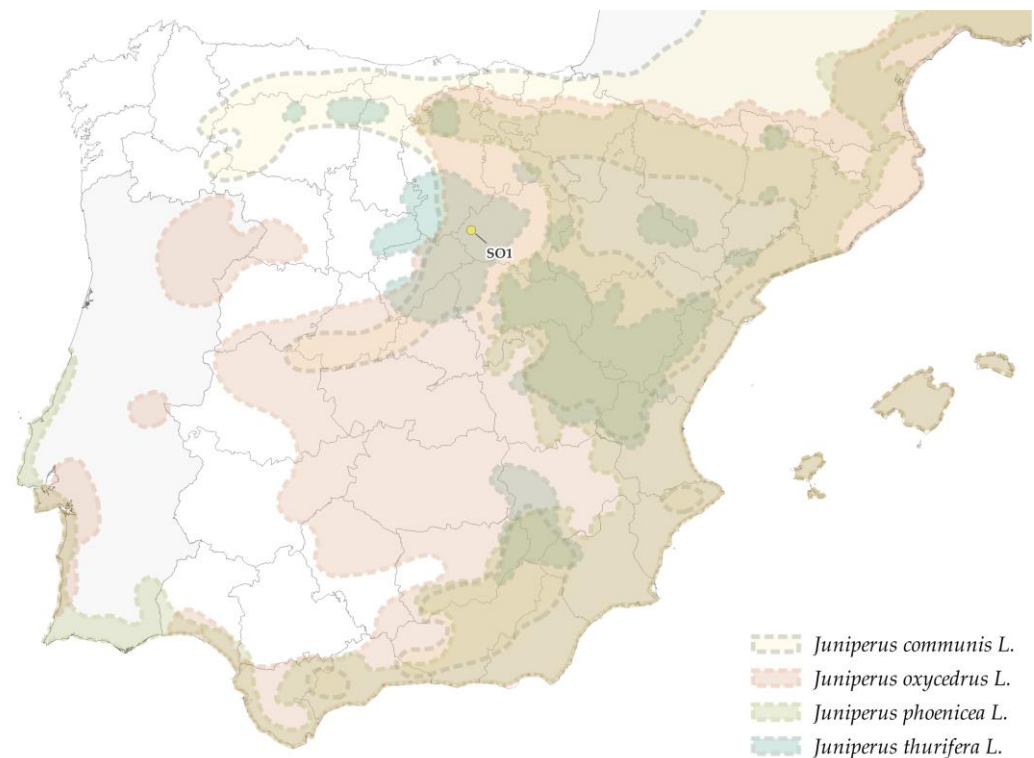 SO1
Juniperus communis L.
Juniperus oxycedrus L.
Juniperus phoenicea L.
Juniperus thurifera L.